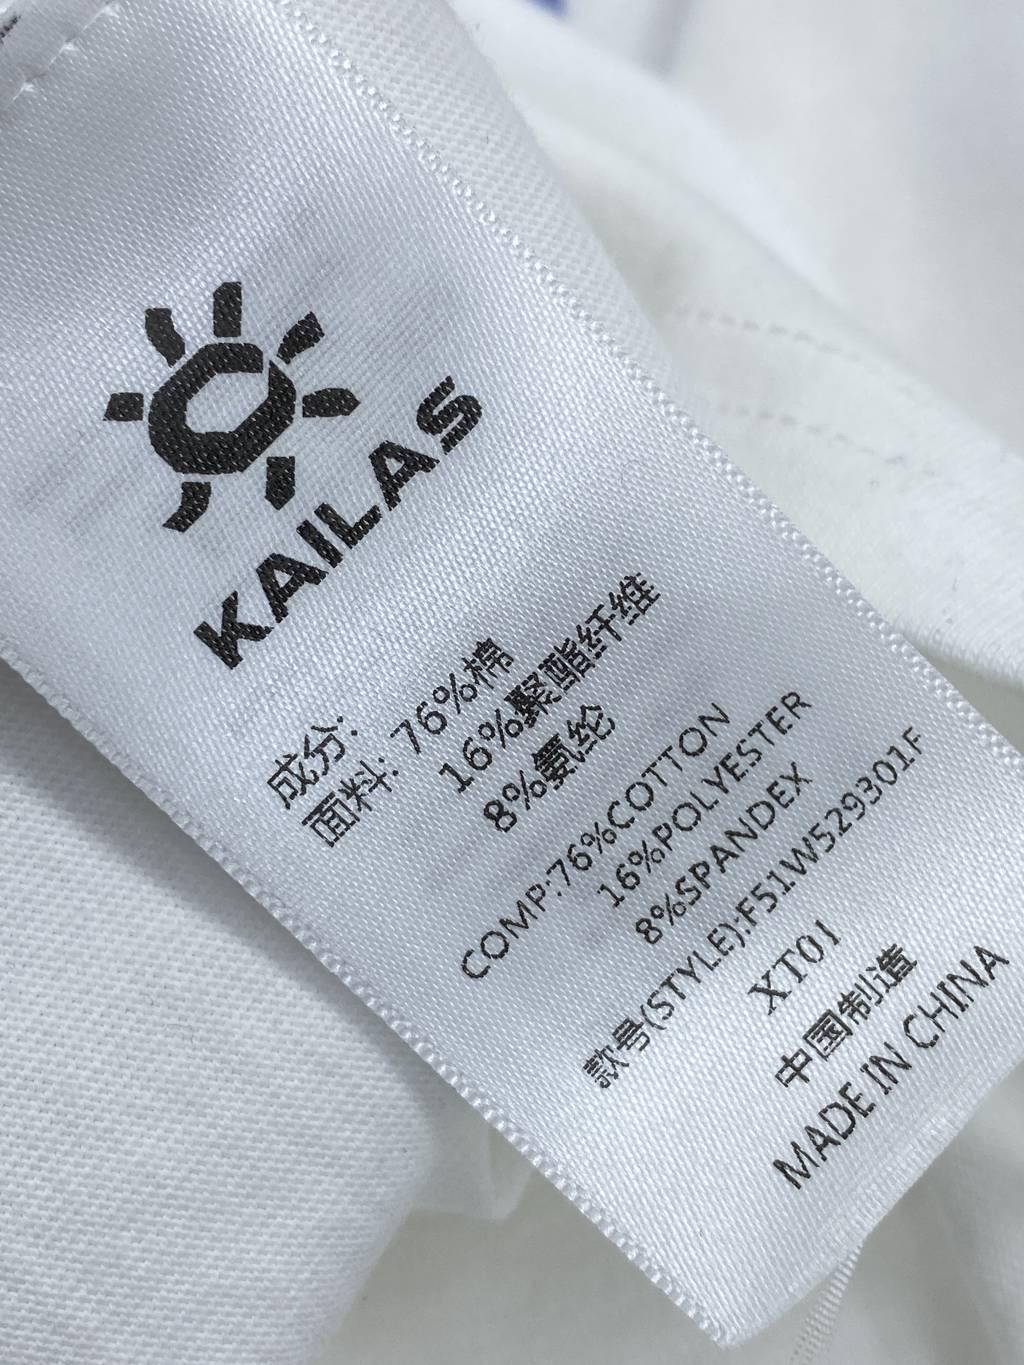 KAILAS
成分:
面料: 76%棉
16%聚酯纤维
8%氨纶
COMP:76%COTTON
16%POLYESTER
8%SPANDEX
款号(STYLE):F51W529301F
XT01
中国制造
MADE IN CHINA